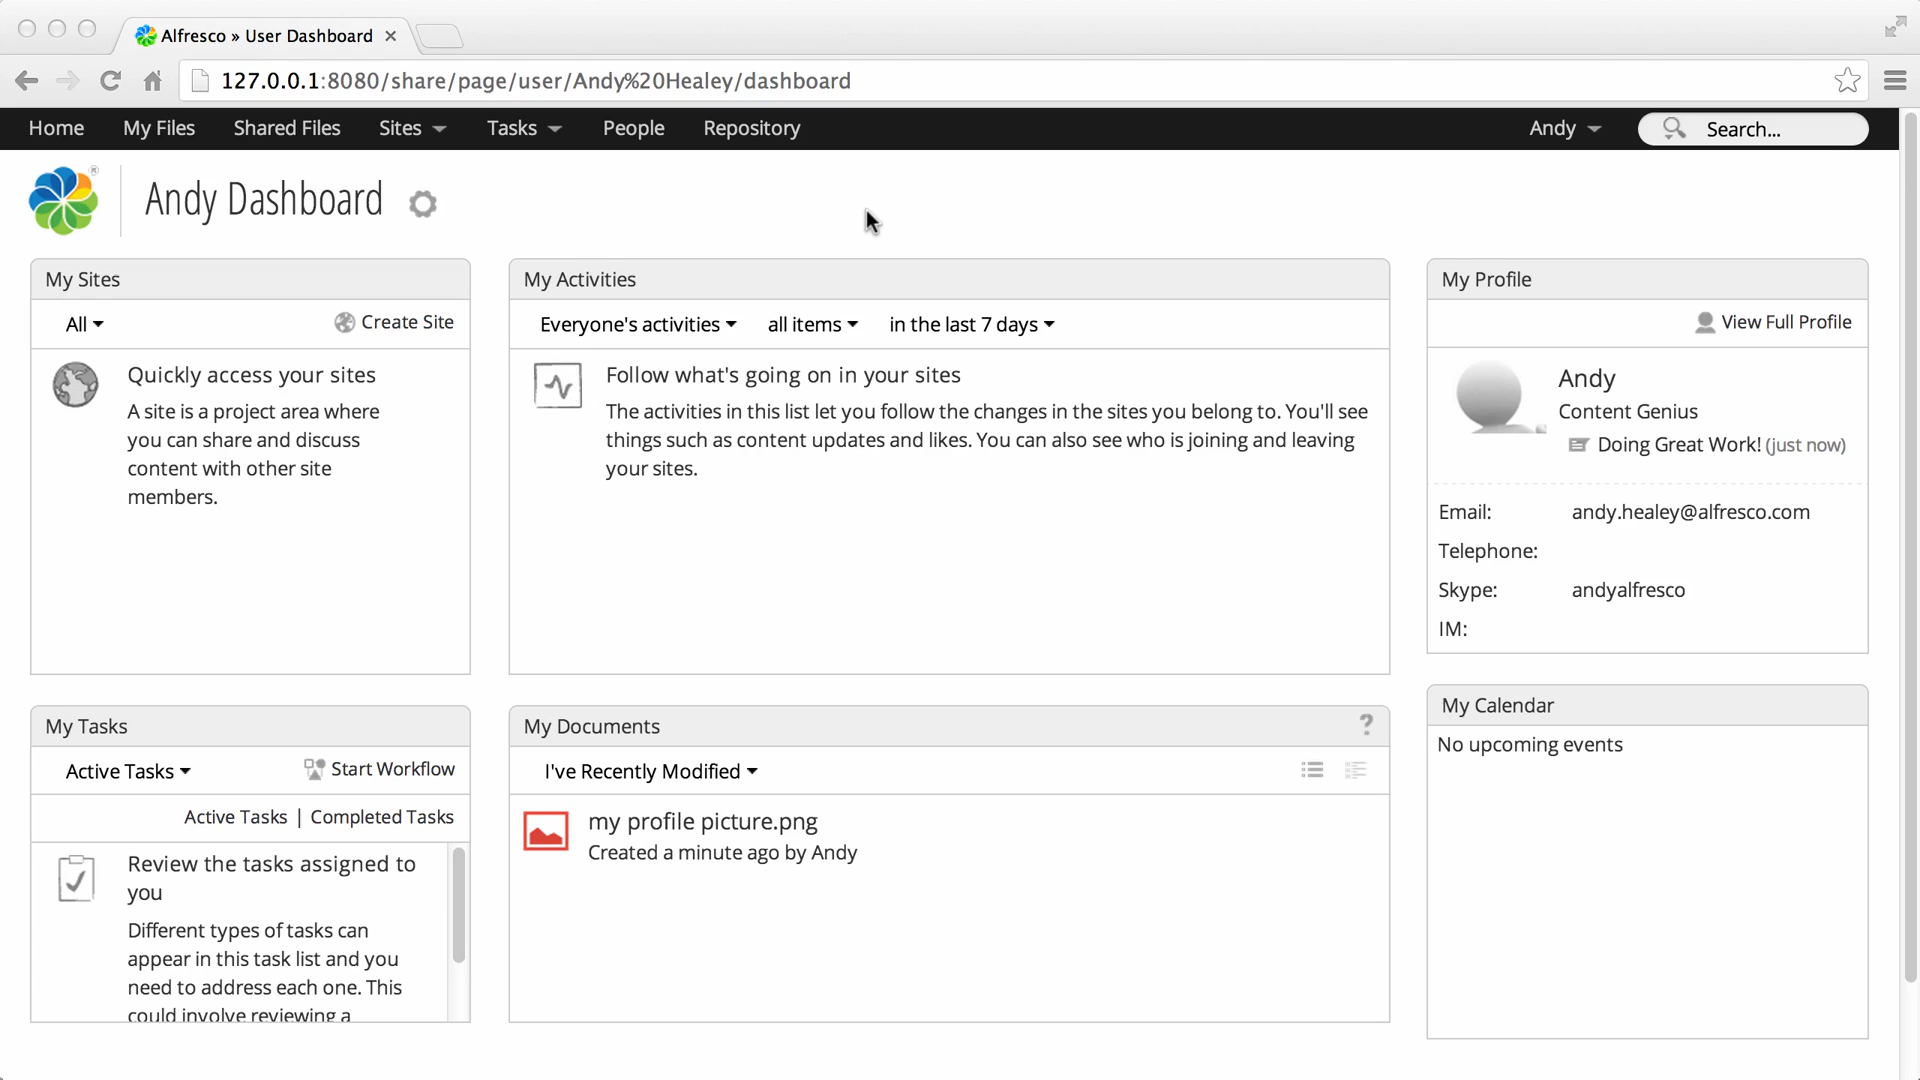 Alfresco » User Dashboard
127.0.0.1:8080/share/page/user/Andy%20Healey/dashboard
Home My Files Shared Files Sites Tasks People Repository Andy Search...
Andy Dashboard
My Sites
All Create Site
Quickly access your sites
A site is a project area where
you can share and discuss
content with other site
members.
My Activities
Everyone's activities all items in the last 7 days
Follow what's going on in your sites
The activities in this list let you follow the changes in the sites you belong to. You'll see
things such as content updates and likes. You can also see who is joining and leaving
your sites.
My Profile
View Full Profile
Andy
Content Genius
Doing Great Work! (just now)
Email: andy.healey@alfresco.com
Telephone:
Skype: andyalfresco
IM:
My Tasks
Active Tasks Start Workflow
Active Tasks | Completed Tasks
Review the tasks assigned to
you
Different types of tasks can
appear in this task list and you
need to address each one. This
could involve reviewing a
My Documents ?
I've Recently Modified
my profile picture.png
Created a minute ago by Andy
My Calendar
No upcoming events